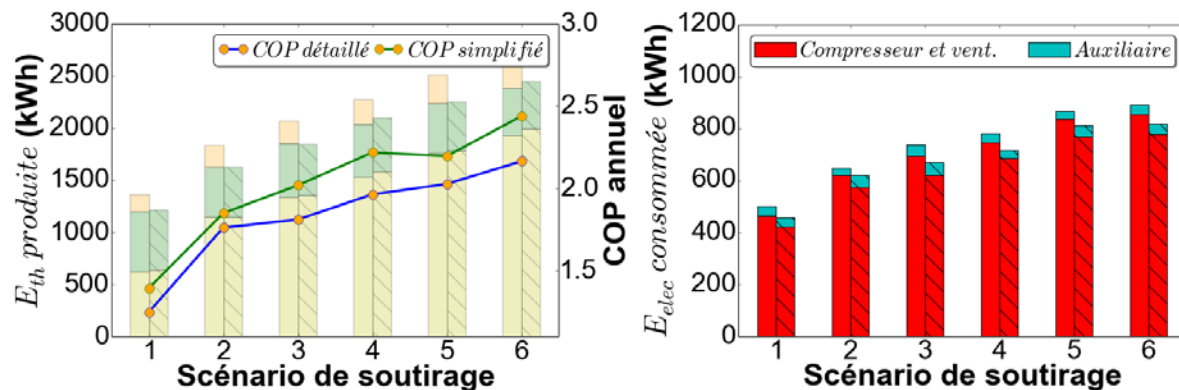 3000
2500
2000
1500
1000
500
0
E_th produite (kWh)
COP détaillé
COP simplifié
3.0
2.5
2.0
1.5
COP annuel
1 2 3 4 5 6
Scénario de soutirage
1200
1000
800
600
400
200
0
E_elec consommée (kWh)
Compresseur et vent.
Auxiliaire
1 2 3 4 5 6
Scénario de soutirage